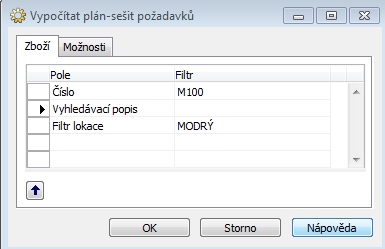 Vypočítat plán-sešit požadavků
Zboží Možnosti
Pole Filtr
Číslo M100
Vyhledávací popis
Filtr lokace MODRÝ
OK Storno Nápověda